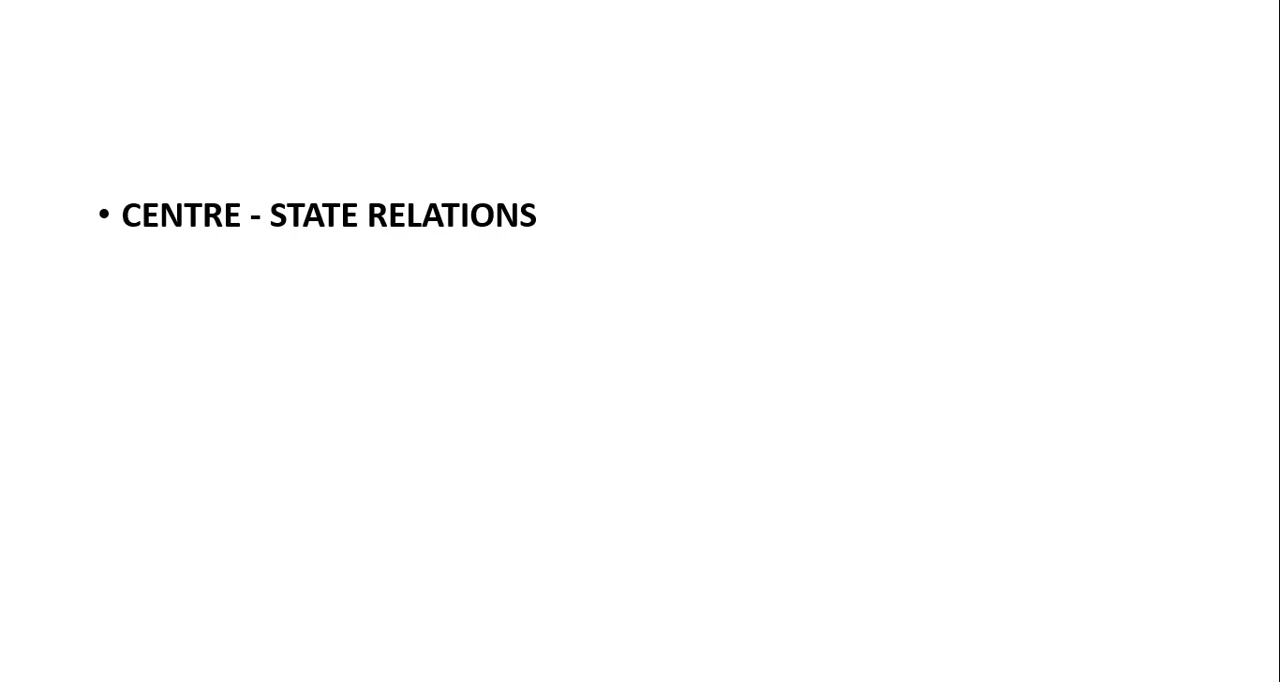 • CENTRE - STATE RELATIONS